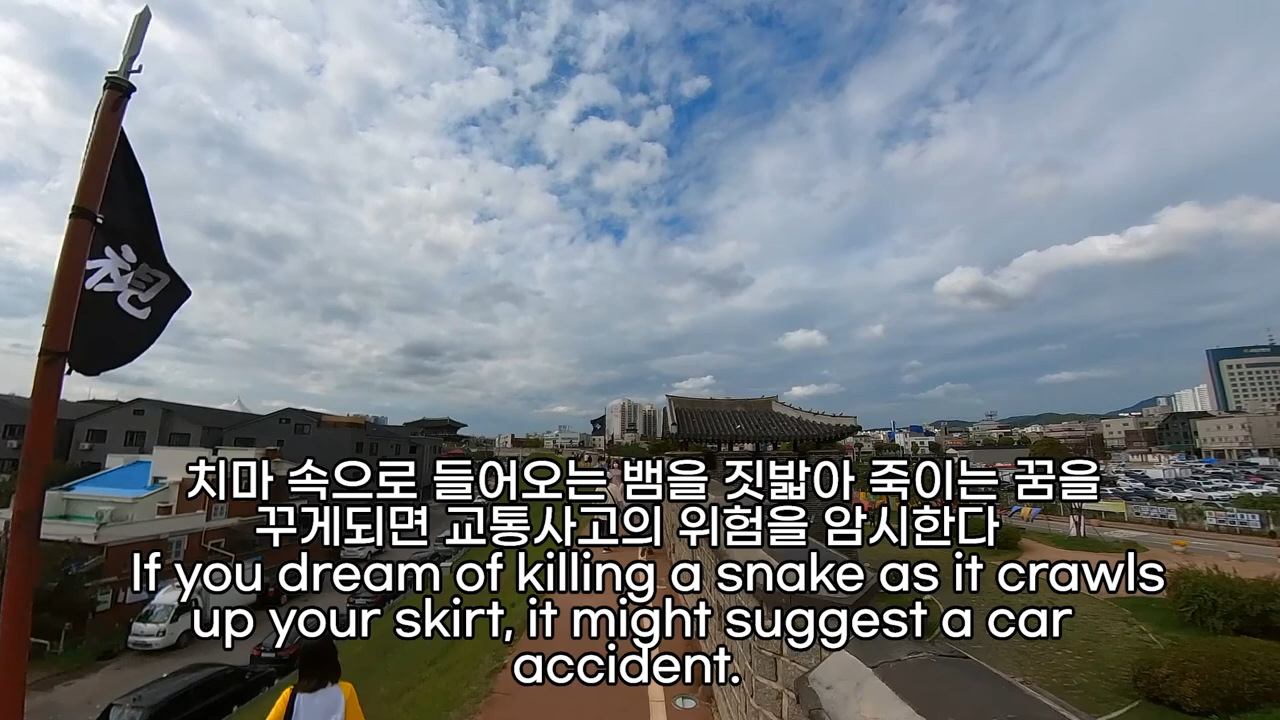 視
치마 속으로 들어오는 뱀을 짓밟아 죽이는 꿈을
꾸게되면 교통사고의 위험을 암시한다
If you dream of killing a snake as it crawls
up your skirt, it might suggest a car
accident.